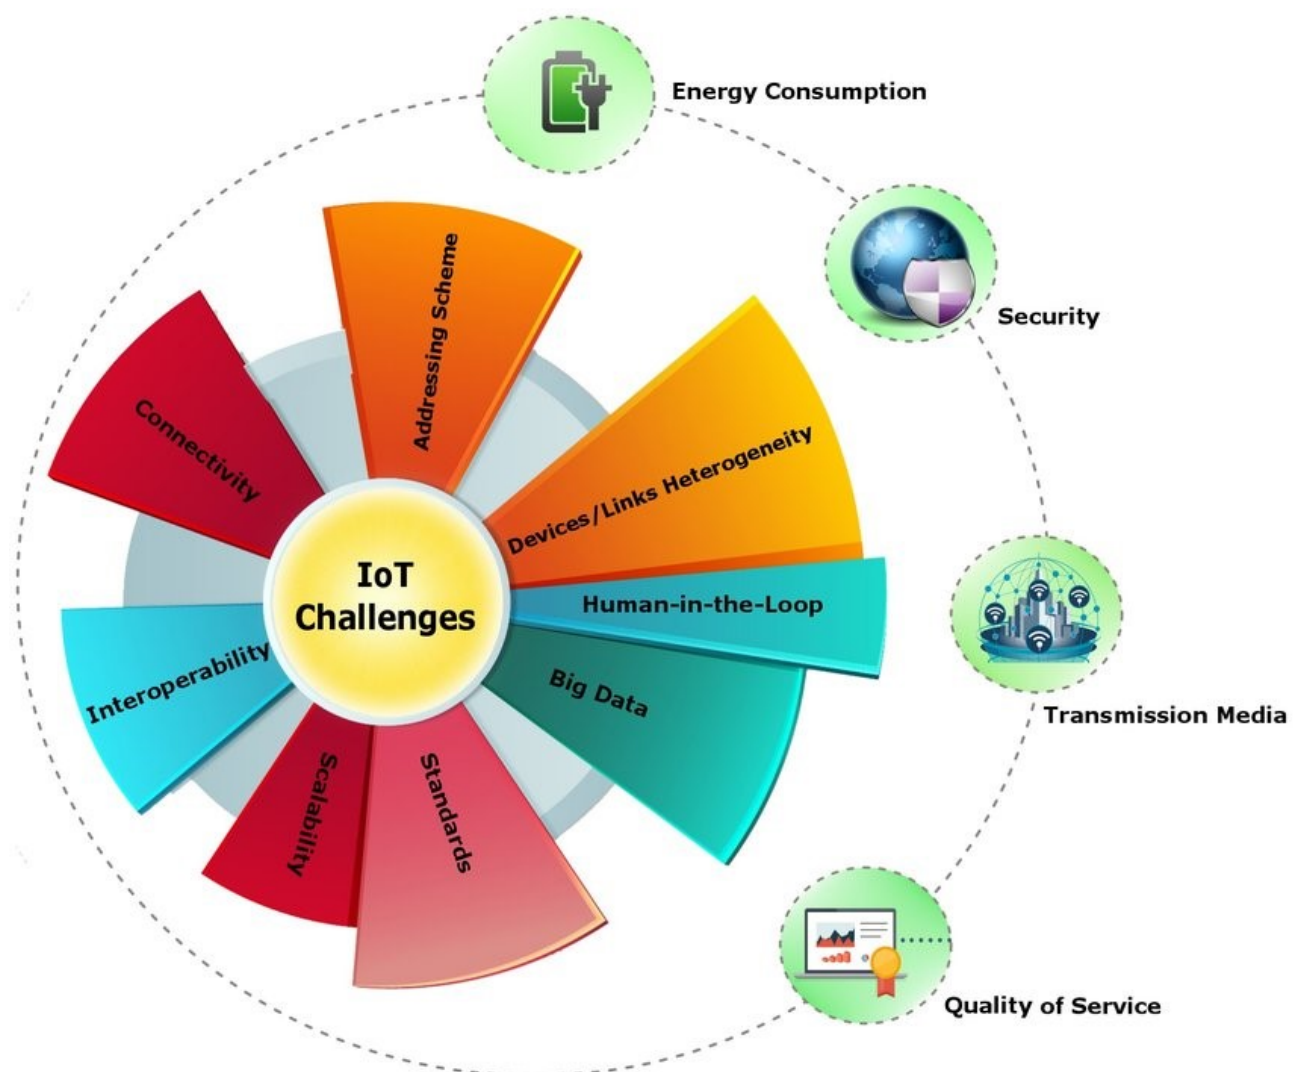 Energy Consumption
Security
Addressing Scheme
Connectivity
Devices/Links Heterogeneity
IoT
Challenges
Human-in-the-Loop
Interoperability
Big Data
Transmission Media
Scalability
Standards
Quality of Service